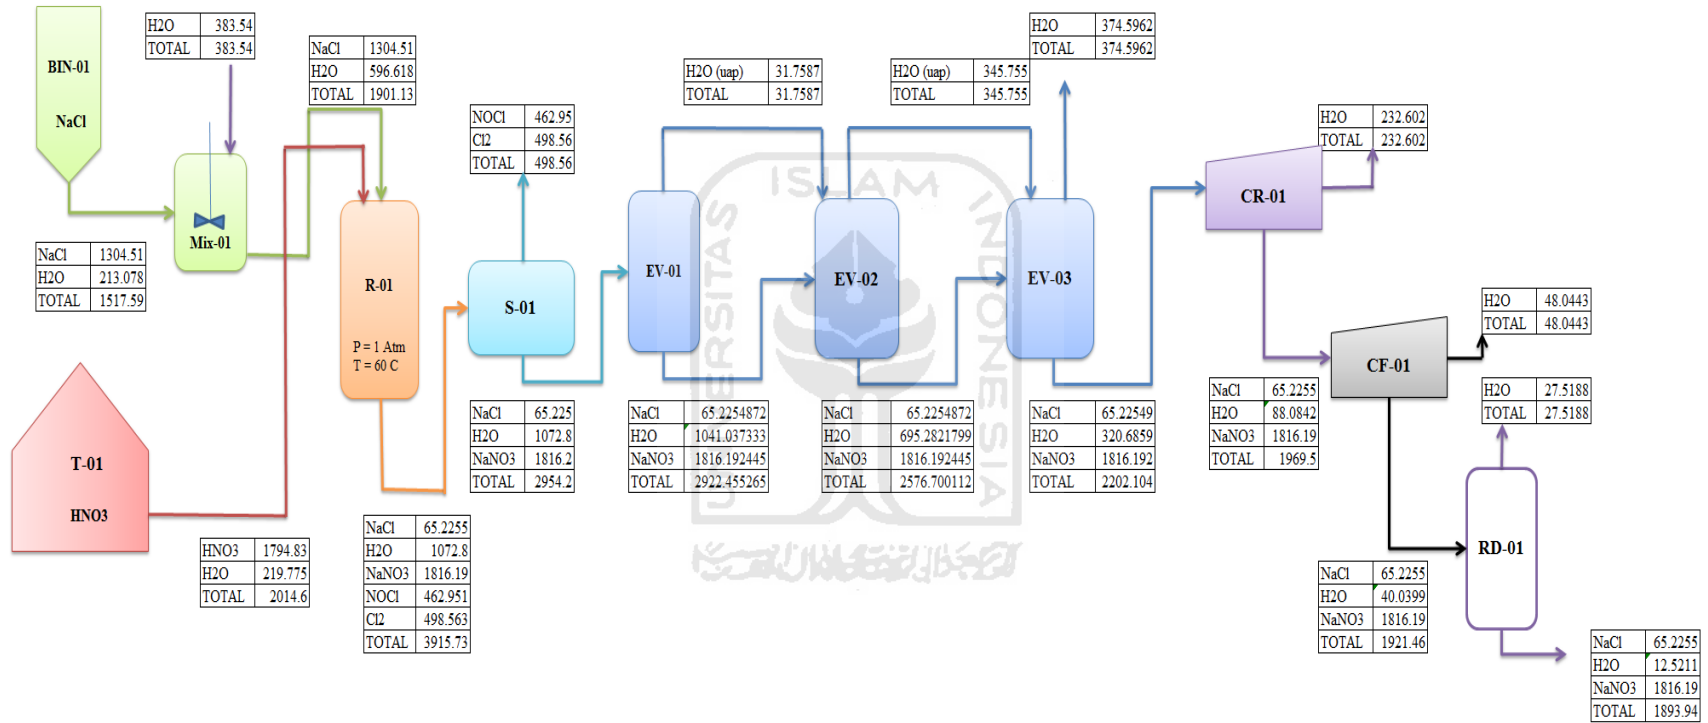 BIN-01
NaCl
H2O 383.54
TOTAL 383.54
NaCl 1304.51
H2O 596.618
TOTAL 1901.13
Mix-01
NaCl 1304.51
H2O 213.078
TOTAL 1517.59
T-01
HNO3
HNO3 1794.83
H2O 219.775
TOTAL 2014.6
R-01
P = 1 Atm
T = 60 C
NaCl 65.2255
H2O 1072.8
NaNO3 1816.19
NOCl 462.951
Cl2 498.563
TOTAL 3915.73
NOCl 462.95
Cl2 498.56
TOTAL 498.56
S-01
NaCl 65.225
H2O 1072.8
NaNO3 1816.2
TOTAL 2954.2
H2O (uap) 31.7587
TOTAL 31.7587
EV-01
NaCl 65.2254872
H2O 1041.037333
NaNO3 1816.192445
TOTAL 2922.455265
H2O (uap) 345.755
TOTAL 345.755
EV-02
NaCl 65.2254872
H2O 695.2821799
NaNO3 1816.192445
TOTAL 2576.700112
H2O 374.5962
TOTAL 374.5962
EV-03
NaCl 65.22549
H2O 320.6859
NaNO3 1816.192
TOTAL 2202.104
H2O 232.602
TOTAL 232.602
CR-01
NaCl 65.2255
H2O 88.0842
NaNO3 1816.19
TOTAL 1969.5
H2O 48.0443
TOTAL 48.0443
CF-01
NaCl 65.2255
H2O 40.0399
NaNO3 1816.19
TOTAL 1921.46
H2O 27.5188
TOTAL 27.5188
RD-01
NaCl 65.2255
H2O 12.5211
NaNO3 1816.19
TOTAL 1893.94
UNIVERSITAS
ISLAM
INDONESIA